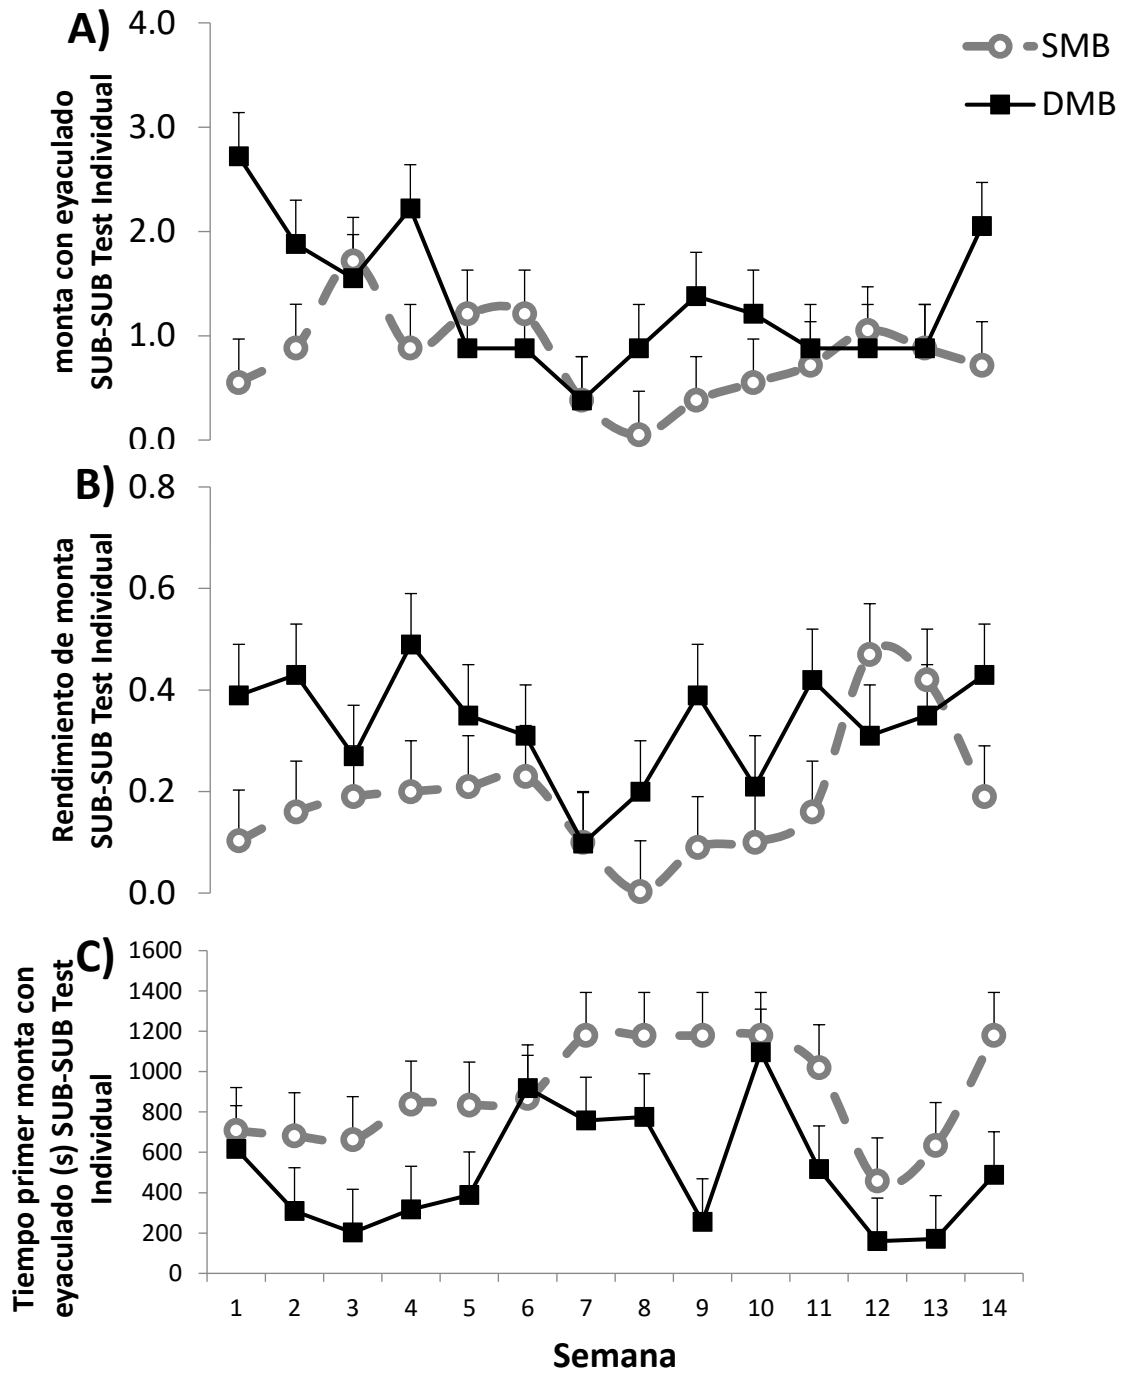 A)
SMB
DMB
monta con eyaculado
SUB-SUB Test Individual
4.0
3.0
2.0
1.0
0.0
B)
Rendimiento de monta
SUB-SUB Test Individual
0.8
0.6
0.4
0.2
0.0
C)
Tiempo primer monta con
eyaculado (s) SUB-SUB Test
Individual
1600
1400
1200
1000
800
600
400
200
0
1 2 3 4 5 6 7 8 9 10 11 12 13 14
Semana